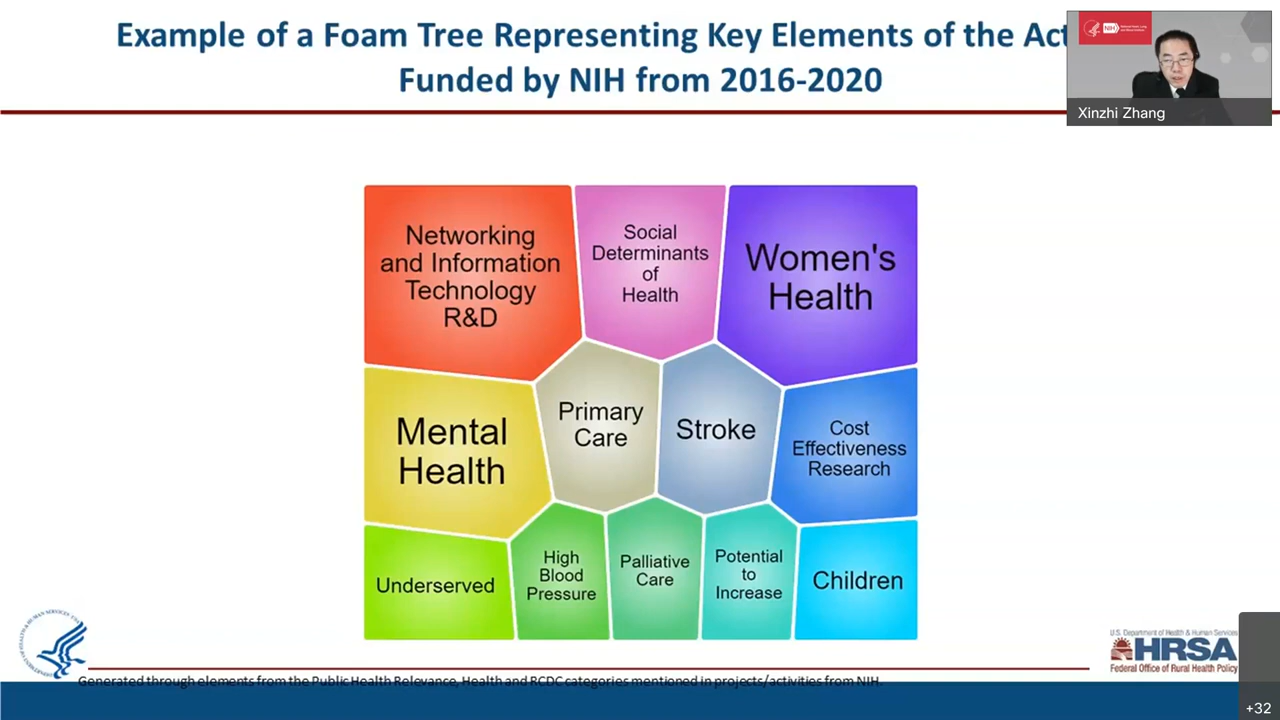 Example of a Foam Tree Representing Key Elements of the Act
Funded by NIH from 2016-2020
NIH
Xinzhi Zhang
Networking
and Information
Technology
R&D
Social
Determinants
of
Health
Women's
Health
Mental
Health
Primary
Care
Stroke
Cost
Effectiveness
Research
Underserved
High
Blood
Pressure
Palliative
Care
Potential
to
Increase
Children
U.S. Department of Health & Human Services
HRSA
Federal Office of Rural Health Policy
Generated through elements from the Public Health Relevance, Health and RCDC categories mentioned in projects/activities from NIH.
+32